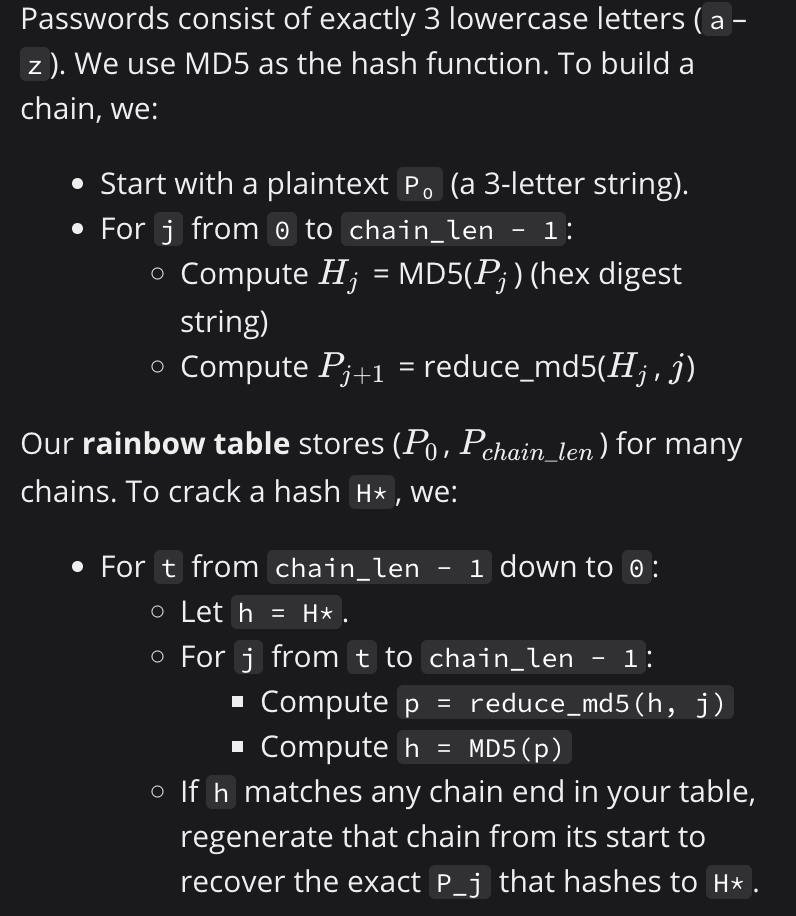 Passwords consist of exactly 3 lowercase letters (a–
z). We use MD5 as the hash function. To build a
chain, we:
• Start with a plaintext P₀ (a 3-letter string).
• For j from 0 to chain_len - 1:
◦ Compute H_j = MD5(P_j) (hex digest
string)
◦ Compute P_{j+1} = reduce_md5(H_j, j)
Our rainbow table stores (P_0, P_{chain_len}) for many
chains. To crack a hash H*, we:
• For t from chain_len - 1 down to 0:
◦ Let h = H*.
◦ For j from t to chain_len - 1:
▪ Compute p = reduce_md5(h, j)
▪ Compute h = MD5(p)
◦ If h matches any chain end in your table,
regenerate that chain from its start to
recover the exact P_j that hashes to H*.